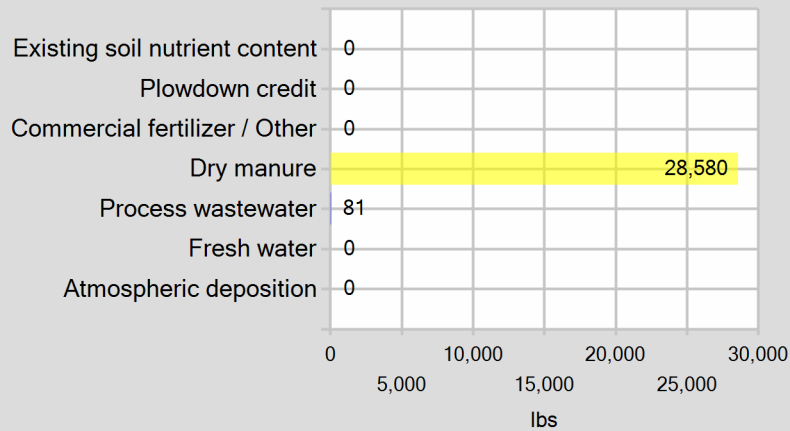 Existing soil nutrient content 0
Plowdown credit 0
Commercial fertilizer / Other 0
Dry manure 28,580
Process wastewater 81
Fresh water 0
Atmospheric deposition 0
0 10,000 20,000 30,000
5,000 15,000 25,000
lbs